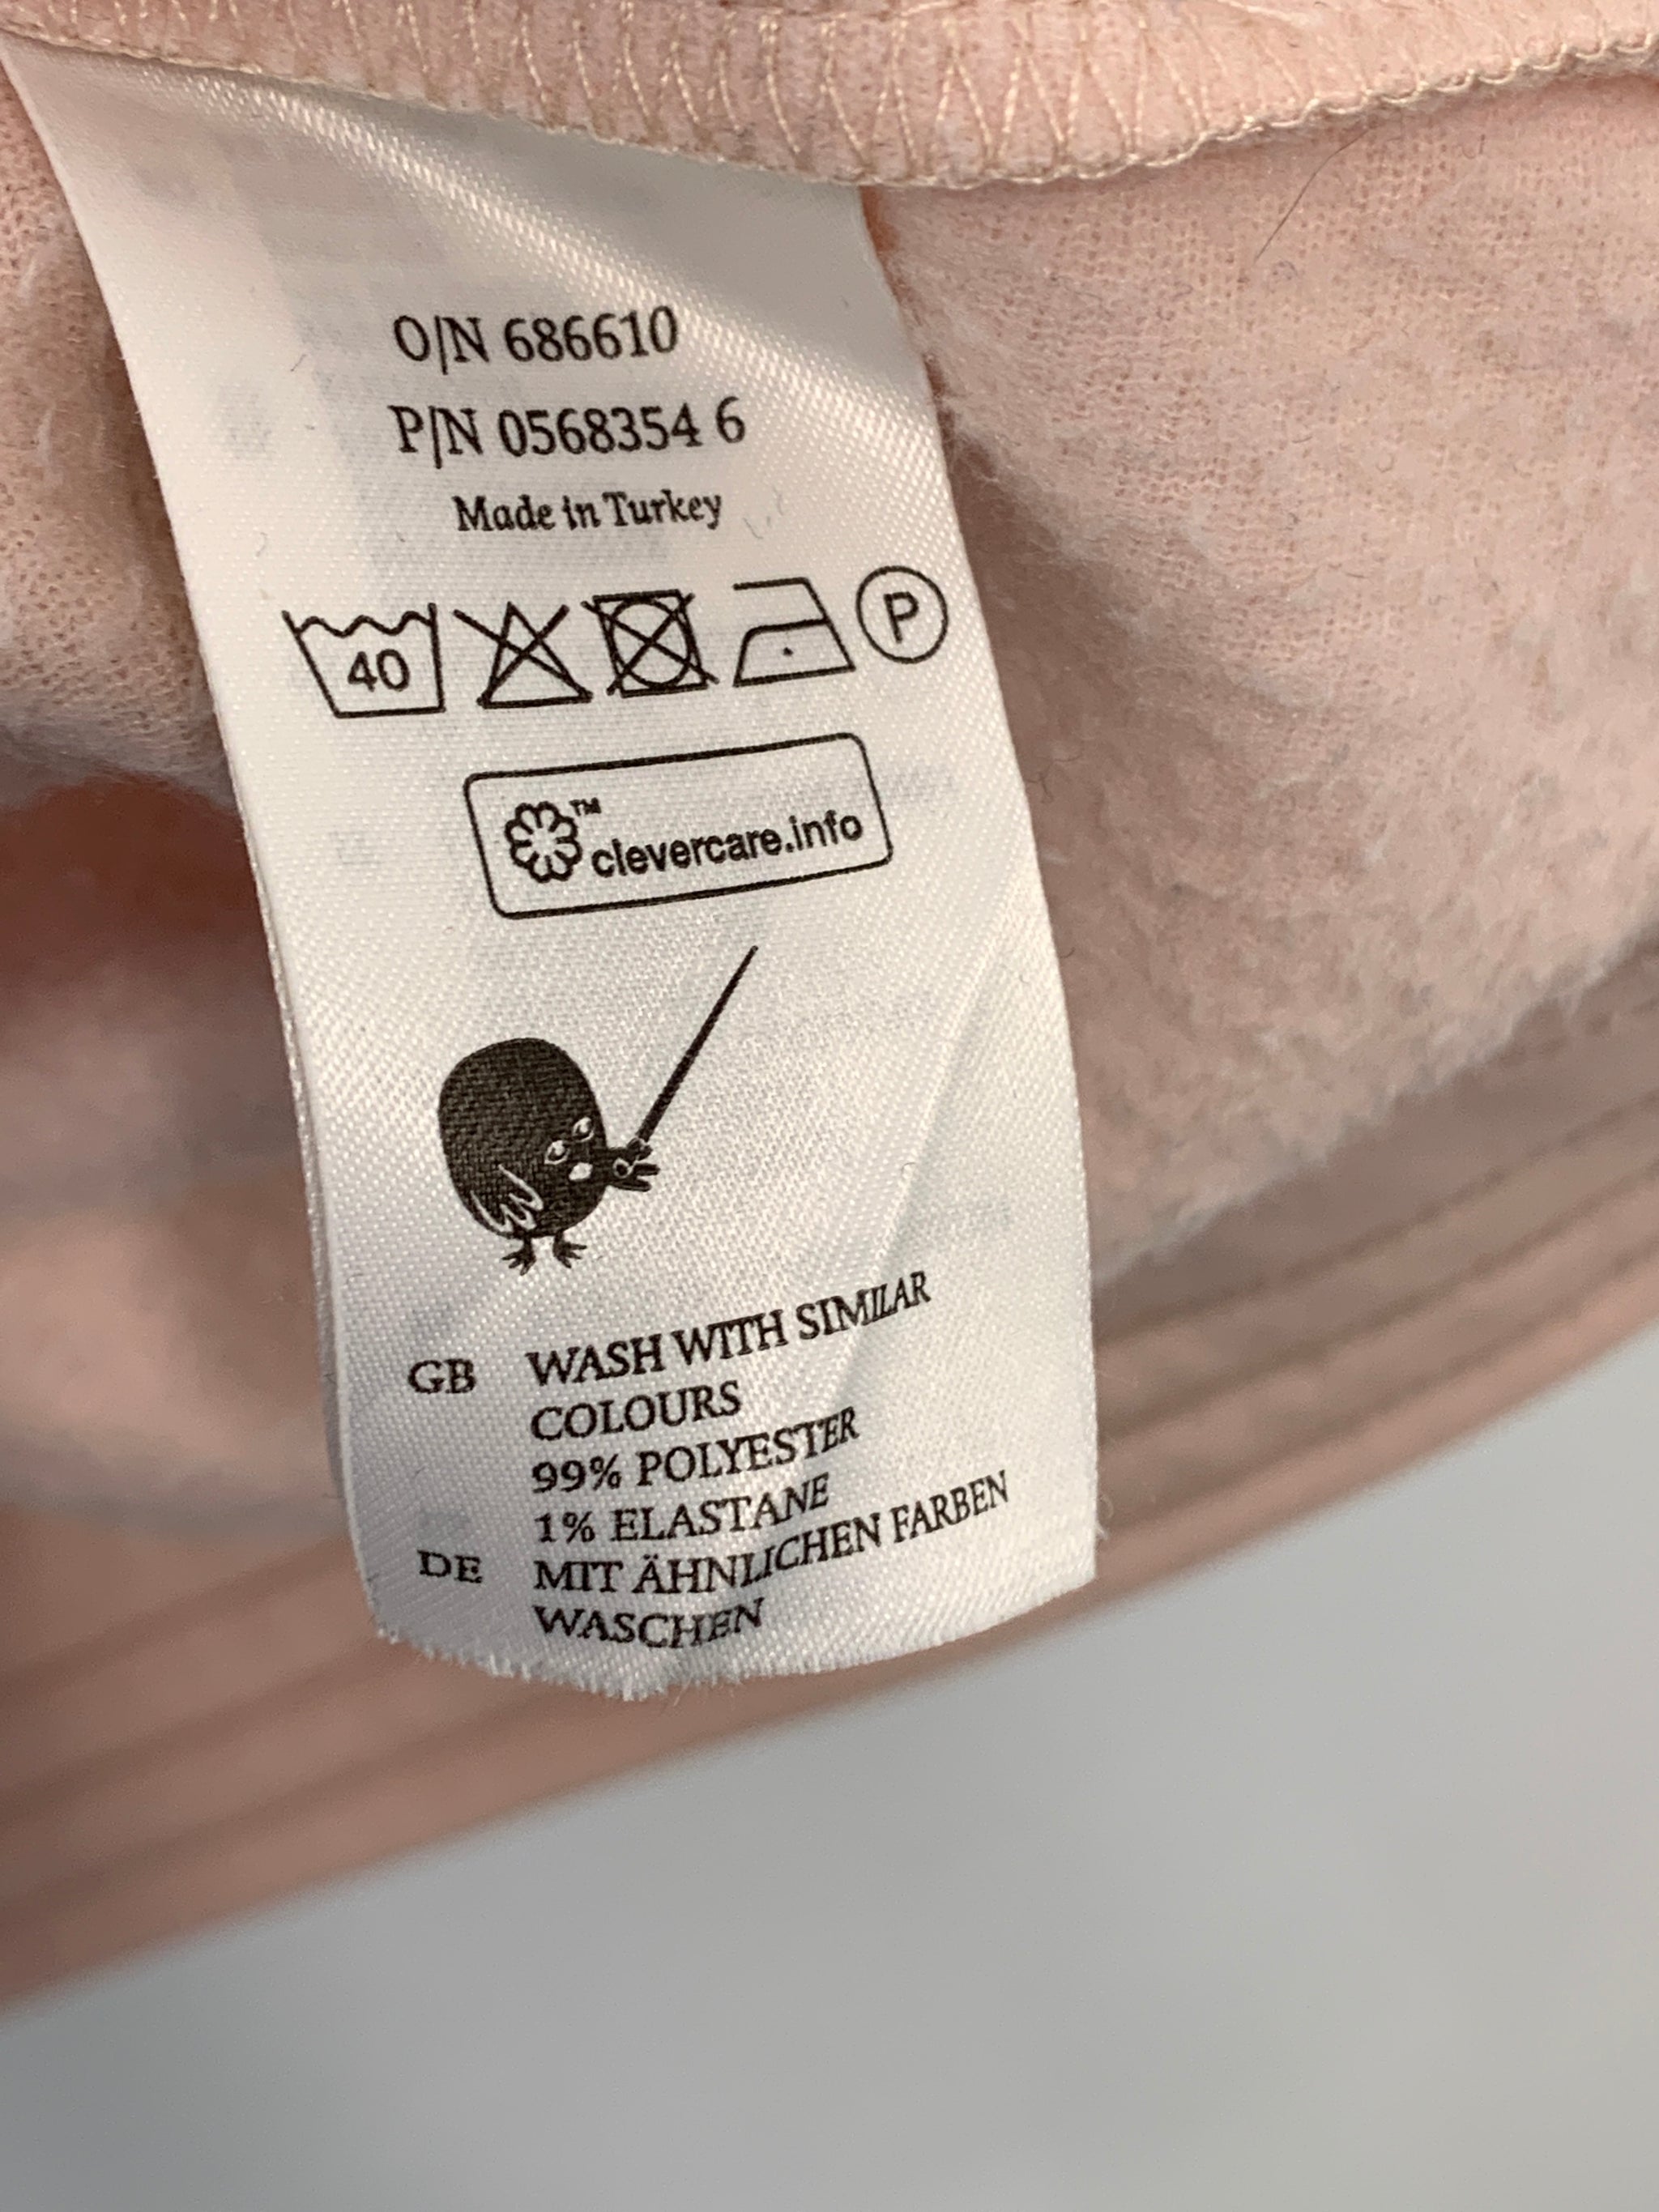 O/N 686610
P/N 0568354 6
Made in Turkey
40 P
™
clevercare.info
GB WASH WITH SIMILAR
COLOURS
99% POLYESTER
1% ELASTANE
DE MIT ÄHNLICHEN FARBEN
WASCHEN